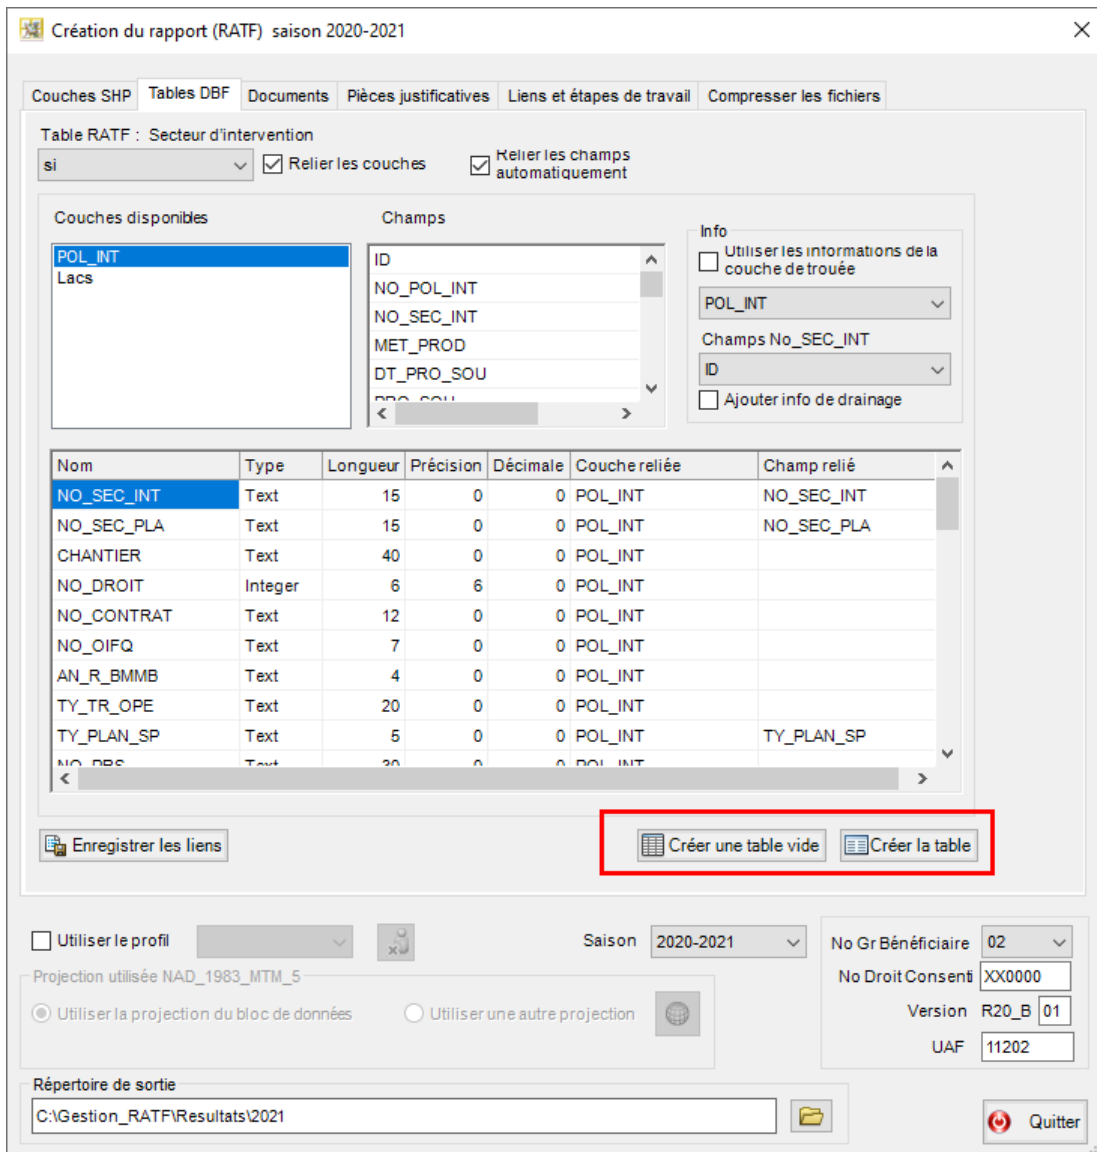 Création du rapport (RATF)  saison 2020-2021
Couches SHP  Tables DBF  Documents  Pièces justificatives  Liens et étapes de travail  Compresser les fichiers
Table RATF :  Secteur d'intervention
si  Relier les couches  Relier les champs automatiquement
Couches disponibles
POL_INT
Lacs
Champs
ID
NO_POL_INT
NO_SEC_INT
MET_PROD
DT_PRO_SOU
PRO_SOU
Info
Utiliser les informations de la
couche de trouée
POL_INT
Champs No_SEC_INT
ID
Ajouter info de drainage
Nom  Type  Longueur  Précision  Décimale  Couche reliée  Champ relié
NO_SEC_INT  Text  15  0  0  POL_INT  NO_SEC_INT
NO_SEC_PLA  Text  15  0  0  POL_INT  NO_SEC_PLA
CHANTIER  Text  40  0  0  POL_INT
NO_DROIT  Integer  6  6  0  POL_INT
NO_CONTRAT  Text  12  0  0  POL_INT
NO_OIFQ  Text  7  0  0  POL_INT
AN_R_BMMB  Text  4  0  0  POL_INT
TY_TR_OPE  Text  20  0  0  POL_INT
TY_PLAN_SP  Text  5  0  0  POL_INT  TY_PLAN_SP
NO_PRS  Text  30  0  0  POL_INT
Enregistrer les liens  Créer une table vide  Créer la table
Utiliser le profil  Saison  2020-2021
Projection utilisée NAD_1983_MTM_5
Utiliser la projection du bloc de données  Utiliser une autre projection
No Gr Bénéficiaire  02
No Droit Consenti  XX0000
Version  R20_B  01
UAF  11202
Répertoire de sortie
C:\Gestion_RATF\Resultats\2021
Quitter